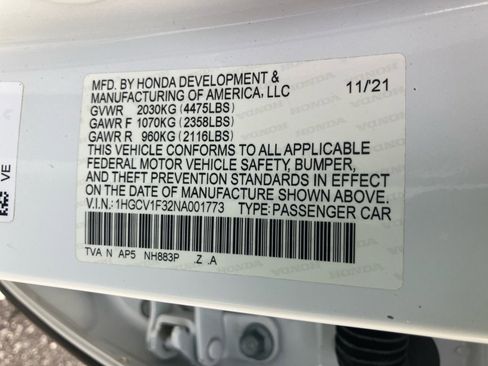 MFD. BY HONDA DEVELOPMENT &
MANUFACTURING OF AMERICA, LLC 11/21
GVWR 2030KG (4475LBS)
GAWR F 1070KG (2358LBS)
GAWR R 960KG (2116LBS)
THIS VEHICLE CONFORMS TO ALL APPLICABLE
FEDERAL MOTOR VEHICLE SAFETY, BUMPER,
AND THEFT PREVENTION STANDARDS IN EFFECT
ON THE DATE OF MANUFACTURE SHOWN ABOVE.
V.I.N.: 1HGCV1F32NA001773 TYPE: PASSENGER CAR
TVA N AP5 NH883P .Z .A
VE